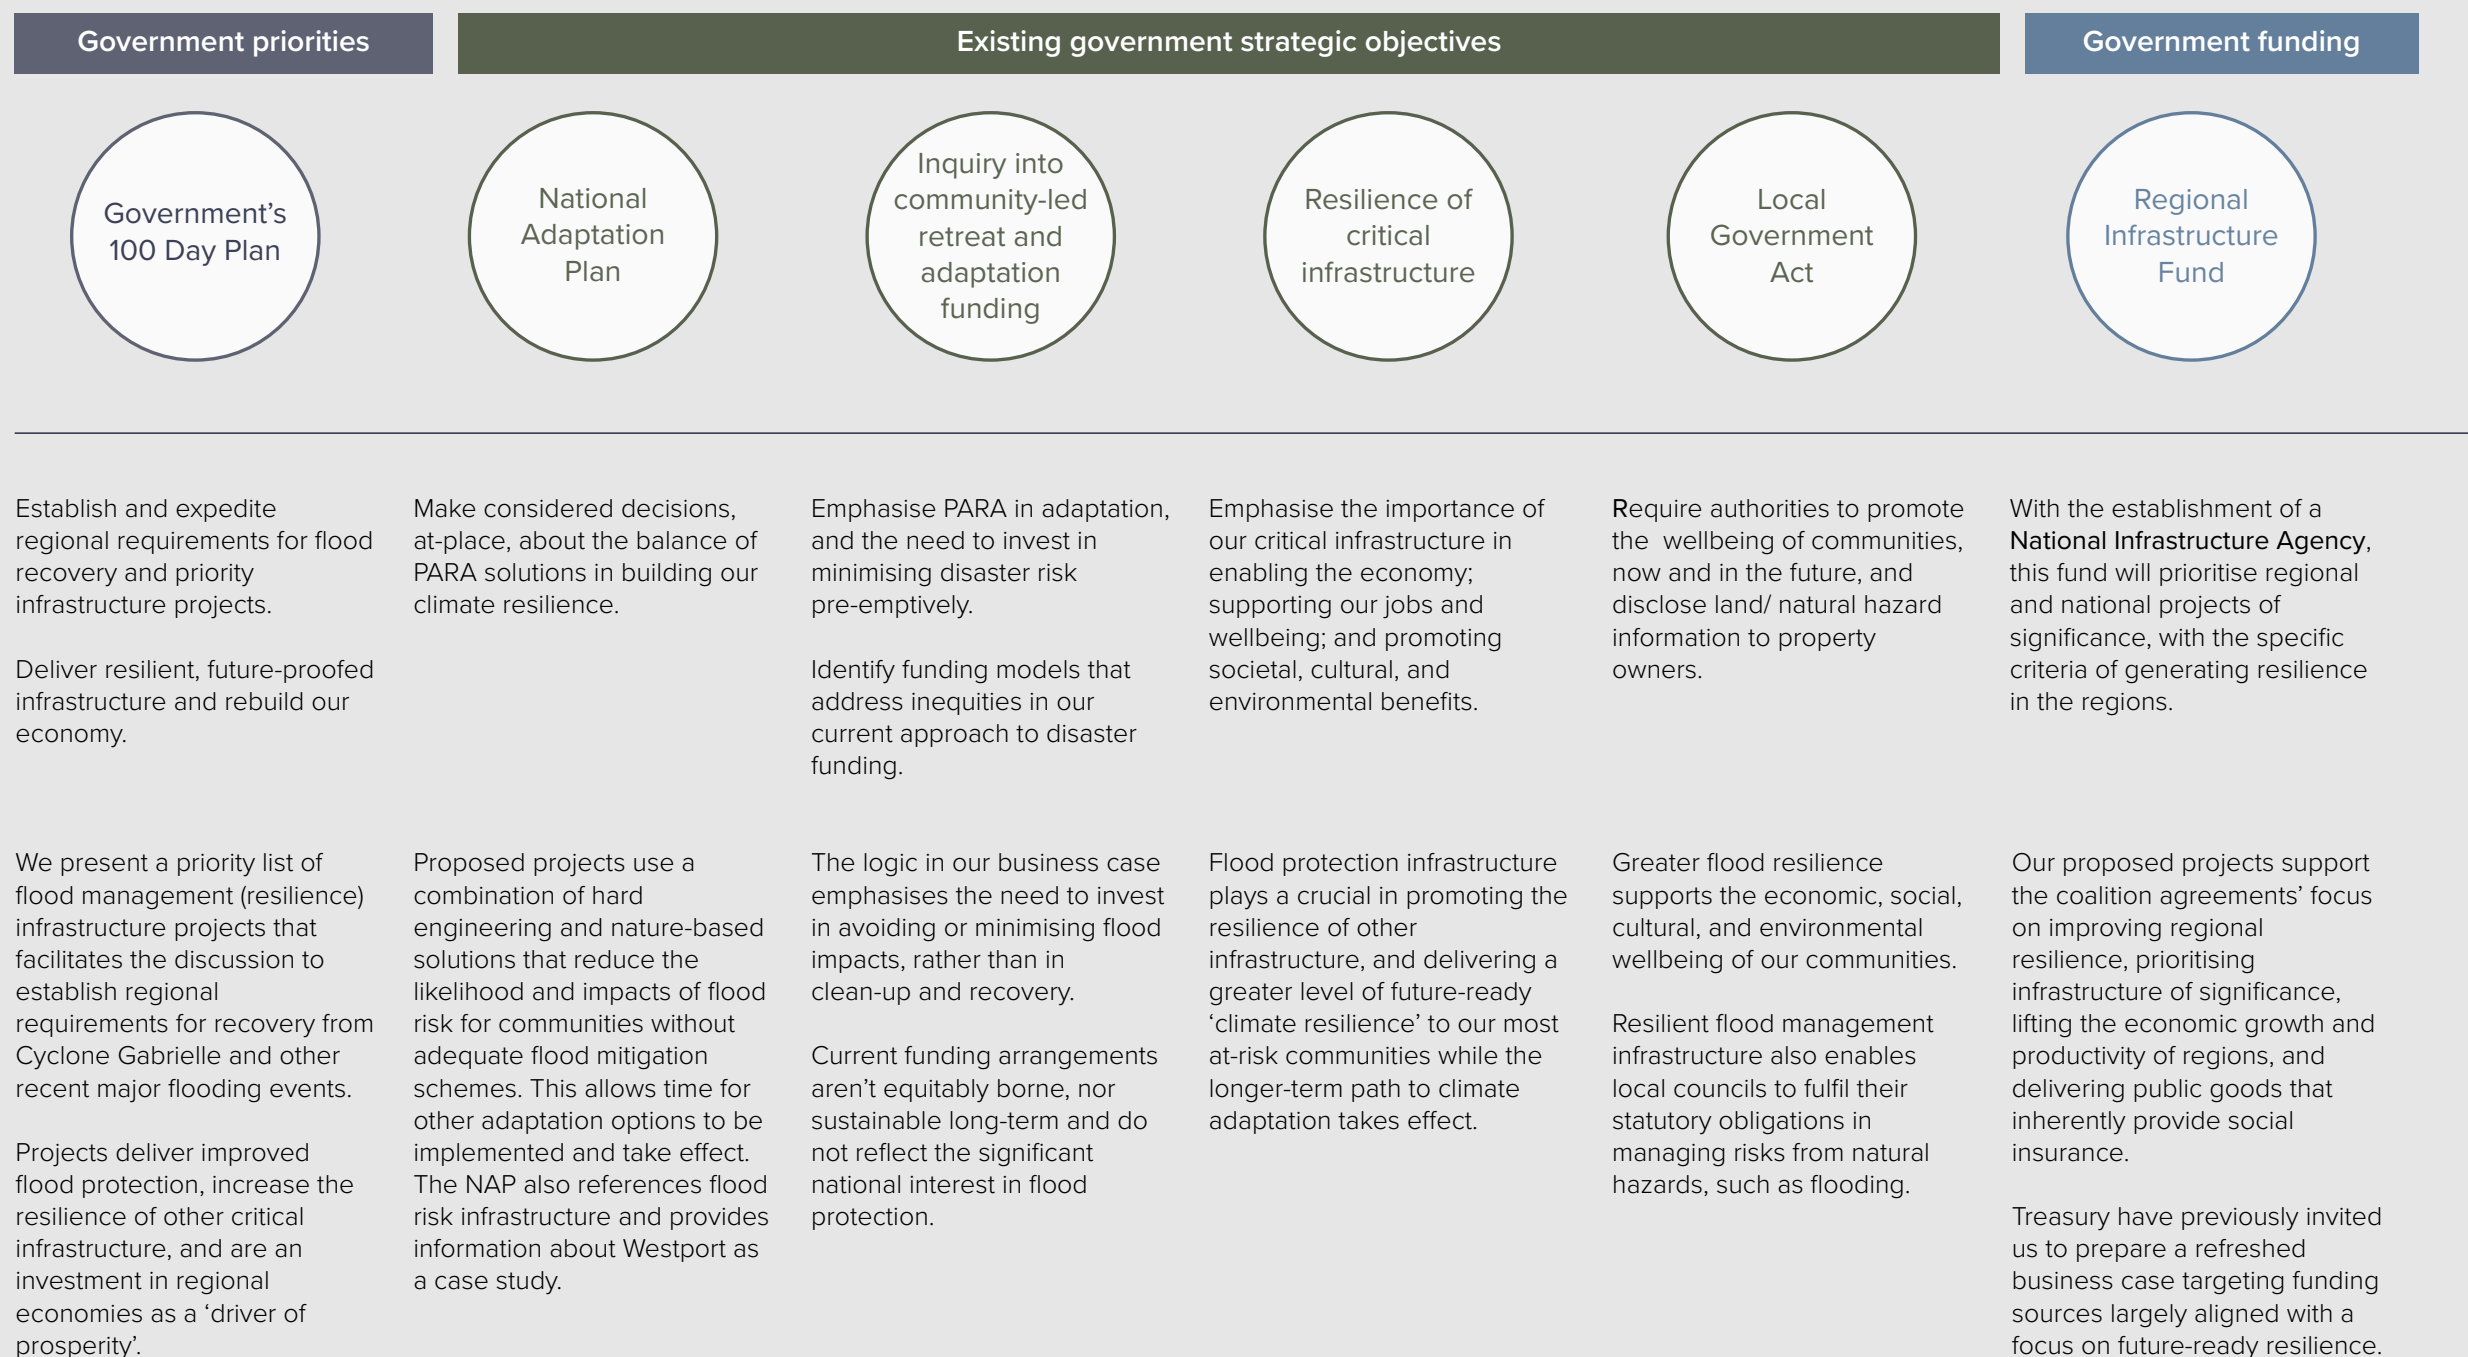 Government priorities
Existing government strategic objectives
Government funding
Government’s
100 Day Plan
National
Adaptation
Plan
Inquiry into
community-led
retreat and
adaptation
funding
Resilience of
critical
infrastructure
Local
Government
Act
Regional
Infrastructure
Fund
Establish and expedite
regional requirements for flood
recovery and priority
infrastructure projects.
Deliver resilient, future-proofed
infrastructure and rebuild our
economy.
Make considered decisions,
at-place, about the balance of
PARA solutions in building our
climate resilience.
Emphasise PARA in adaptation,
and the need to invest in
minimising disaster risk
pre-emptively.
Identify funding models that
address inequities in our
current approach to disaster
funding.
Emphasise the importance of
our critical infrastructure in
enabling the economy;
supporting our jobs and
wellbeing; and promoting
societal, cultural, and
environmental benefits.
Require authorities to promote
the  wellbeing of communities,
now and in the future, and
disclose land/ natural hazard
information to property
owners.
With the establishment of a
National Infrastructure Agency,
this fund will prioritise regional
and national projects of
significance, with the specific
criteria of generating resilience
in the regions.
We present a priority list of
flood management (resilience)
infrastructure projects that
facilitates the discussion to
establish regional
requirements for recovery from
Cyclone Gabrielle and other
recent major flooding events.
Projects deliver improved
flood protection, increase the
resilience of other critical
infrastructure, and are an
investment in regional
economies as a ‘driver of
prosperity’.
Proposed projects use a
combination of hard
engineering and nature-based
solutions that reduce the
likelihood and impacts of flood
risk for communities without
adequate flood mitigation
schemes. This allows time for
other adaptation options to be
implemented and take effect.
The NAP also references flood
risk infrastructure and provides
information about Westport as
a case study.
The logic in our business case
emphasises the need to invest
in avoiding or minimising flood
impacts, rather than in
clean-up and recovery.
Current funding arrangements
aren’t equitably borne, nor
sustainable long-term and do
not reflect the significant
national interest in flood
protection.
Flood protection infrastructure
plays a crucial in promoting the
resilience of other
infrastructure, and delivering a
greater level of future-ready
‘climate resilience’ to our most
at-risk communities while the
longer-term path to climate
adaptation takes effect.
Greater flood resilience
supports the economic, social,
cultural, and environmental
wellbeing of our communities.
Resilient flood management
infrastructure also enables
local councils to fulfil their
statutory obligations in
managing risks from natural
hazards, such as flooding.
Our proposed projects support
the coalition agreements’ focus
on improving regional
resilience, prioritising
infrastructure of significance,
lifting the economic growth and
productivity of regions, and
delivering public goods that
inherently provide social
insurance.
Treasury have previously invited
us to prepare a refreshed
business case targeting funding
sources largely aligned with a
focus on future-ready resilience.